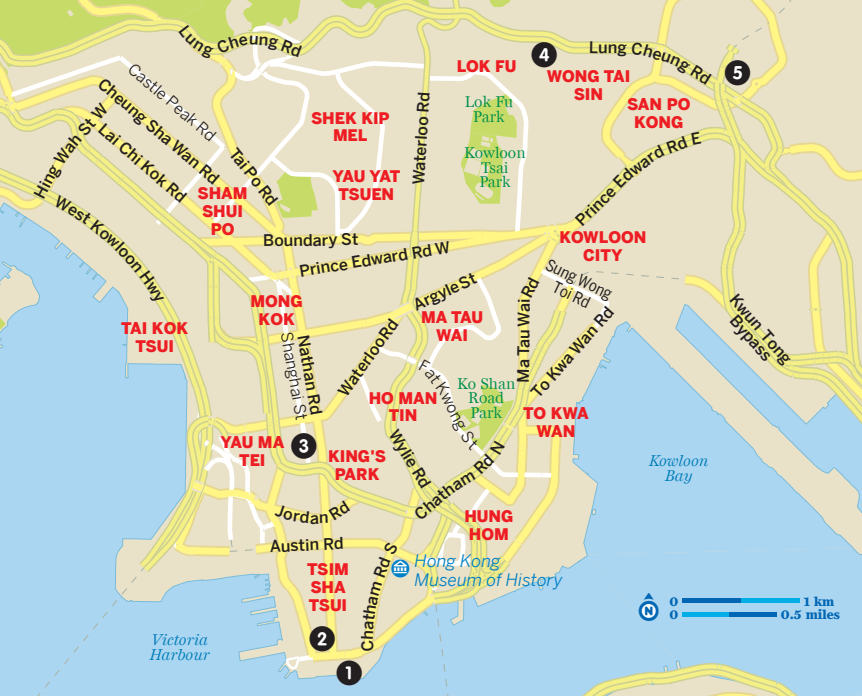 Lung Cheung Rd
4
Lung Cheung Rd
5
LOK FU
WONG TAI
SIN
Castle Peak Rd
Cheung Sha Wan Rd
Hing Wah St W
Lai Chi Kok Rd
SHEK KIP
MEL
Waterloo Rd
Lok Fu
Park
SAN PO
KONG
Kowloon
Tsai
Park
Tai Po Rd
YAU YAT
TSUEN
Prince Edward Rd E
SHAM
SHUI
PO
West Kowloon Hwy
Boundary St
Prince Edward Rd W
KOWLOON
CITY
Sung Wong
Toi Rd
Argyle St
MONG
KOK
MA TAU
WAI
Ma Tau Wai Rd
To Kwa Wan Rd
Kwun Tong
Bypass
TAI KOK
TSUI
Nathan Rd
Shanghai St
Waterloo Rd
Fat Kwong St
HO MAN
TIN
Ko Shan
Road
Park
TO KWA
WAN
YAU MA
TEI
3
KING'S
PARK
Wylie Rd
Chatham Rd N
Kowloon
Bay
Jordan Rd
HUNG
HOM
Austin Rd
Hong Kong
Museum of History
TSIM
SHA
TSUI
Chatham Rd S
N
0
1 km
0
0.5 miles
Victoria
Harbour
2
1